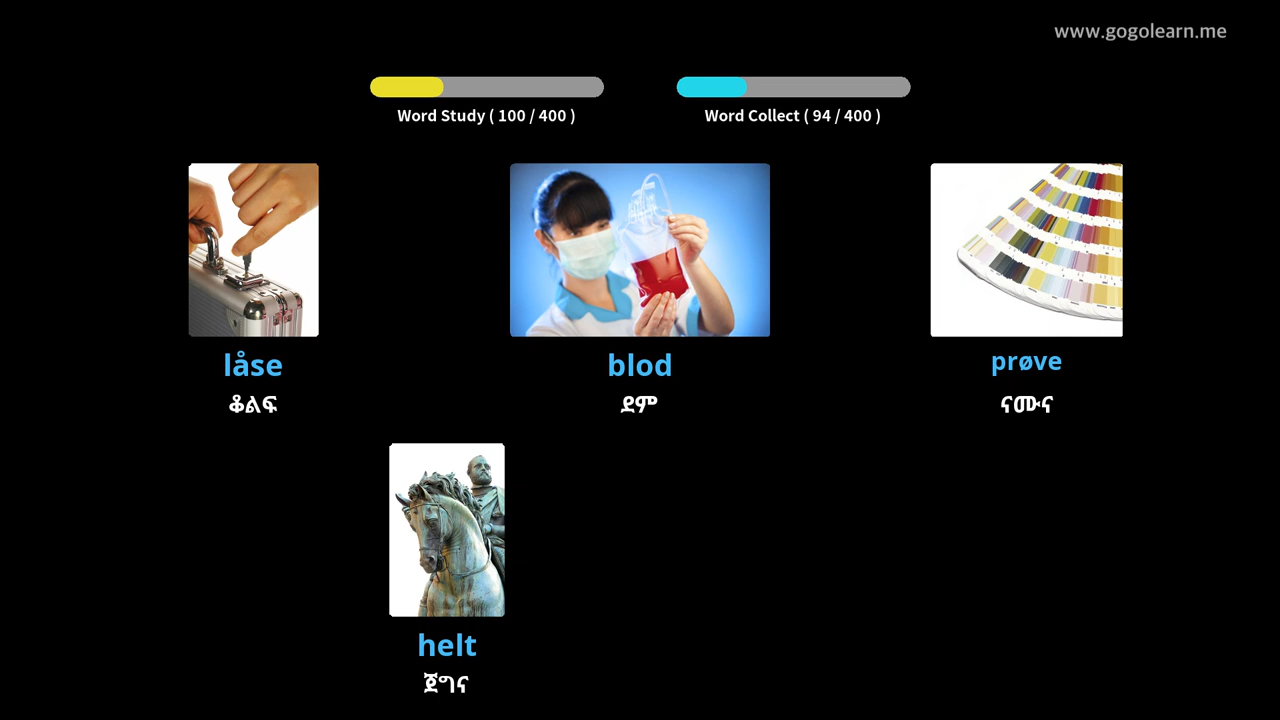 www.gogolearn.me
Word Study ( 100 / 400 )
Word Collect ( 94 / 400 )
låse
ቆልፍ
blod
ደም
prøve
ናሙና
helt
ጀግና